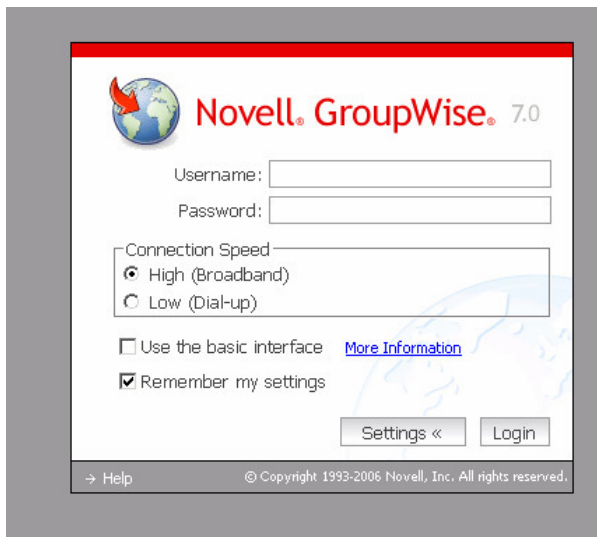 Novell® GroupWise® 7.0
Username:
Password:
Connection Speed
High (Broadband)
Low (Dial-up)
Use the basic interface More Information
Remember my settings
Settings « Login
→ Help © Copyright 1993-2006 Novell, Inc. All rights reserved.